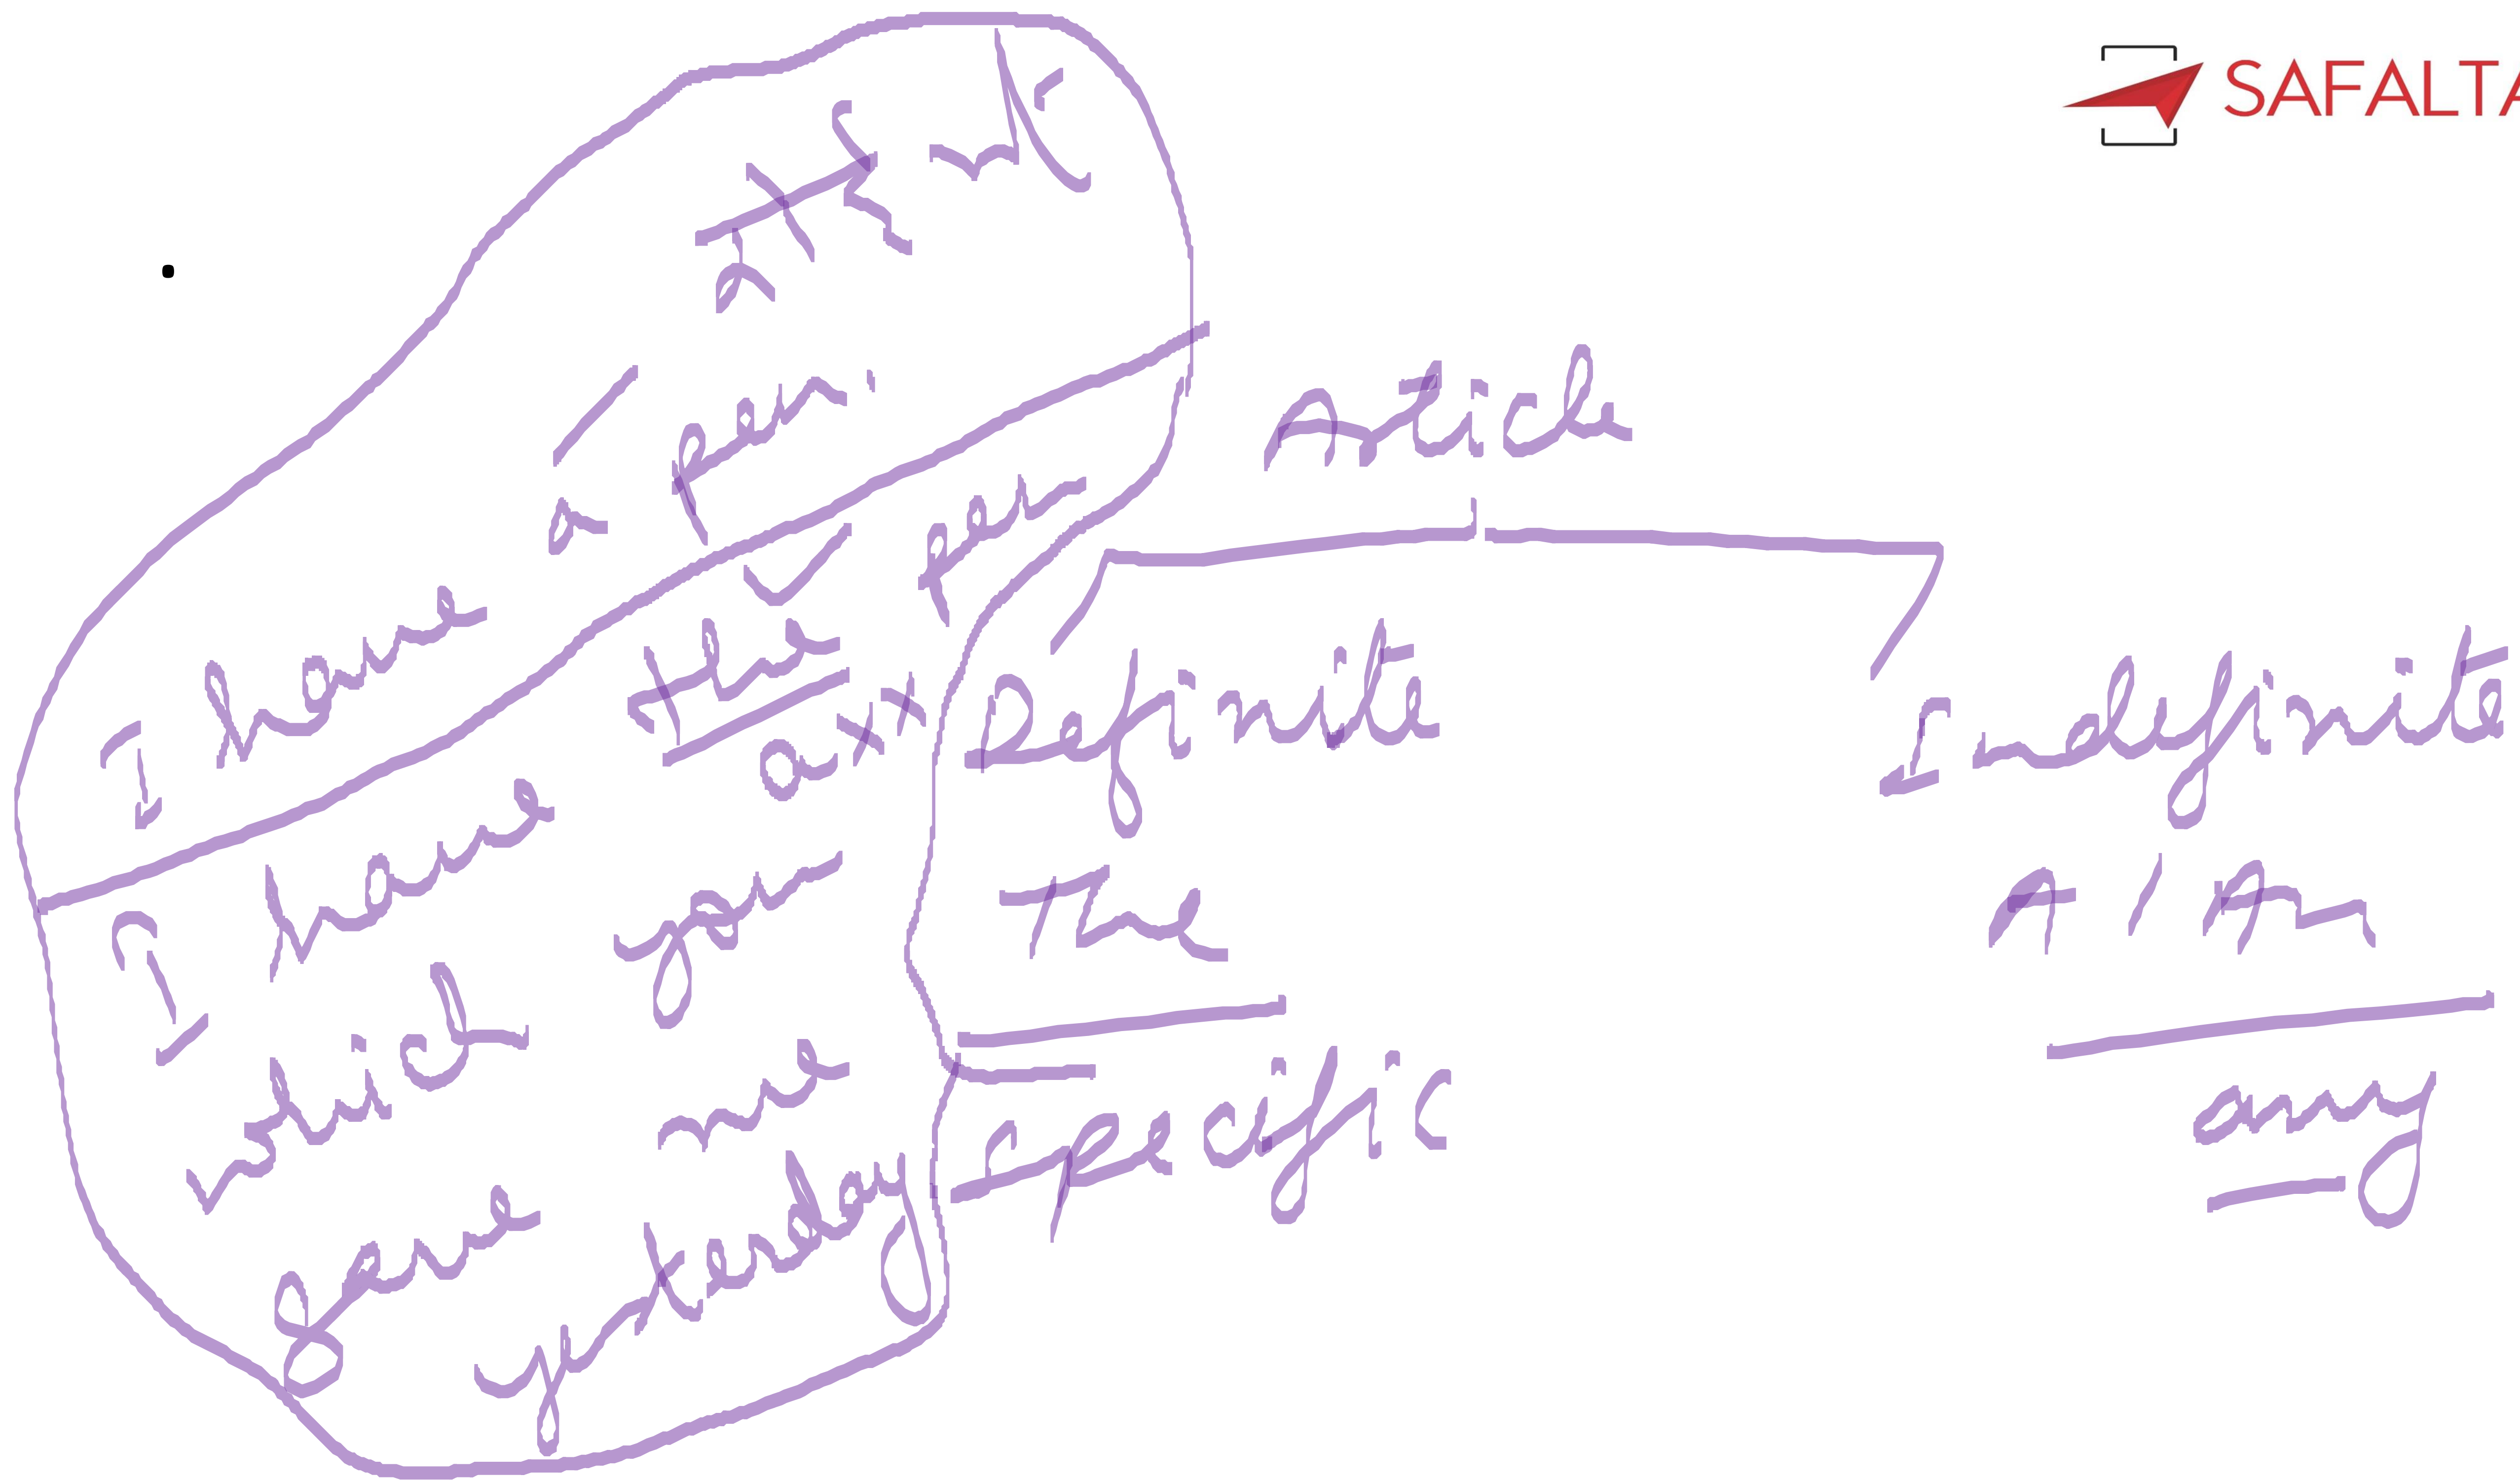 SAFALTA
Article
Definite
Indefinite
The
A / An
Specific
any
I have a pen.
I have the pen
which you
gave me
yesterday